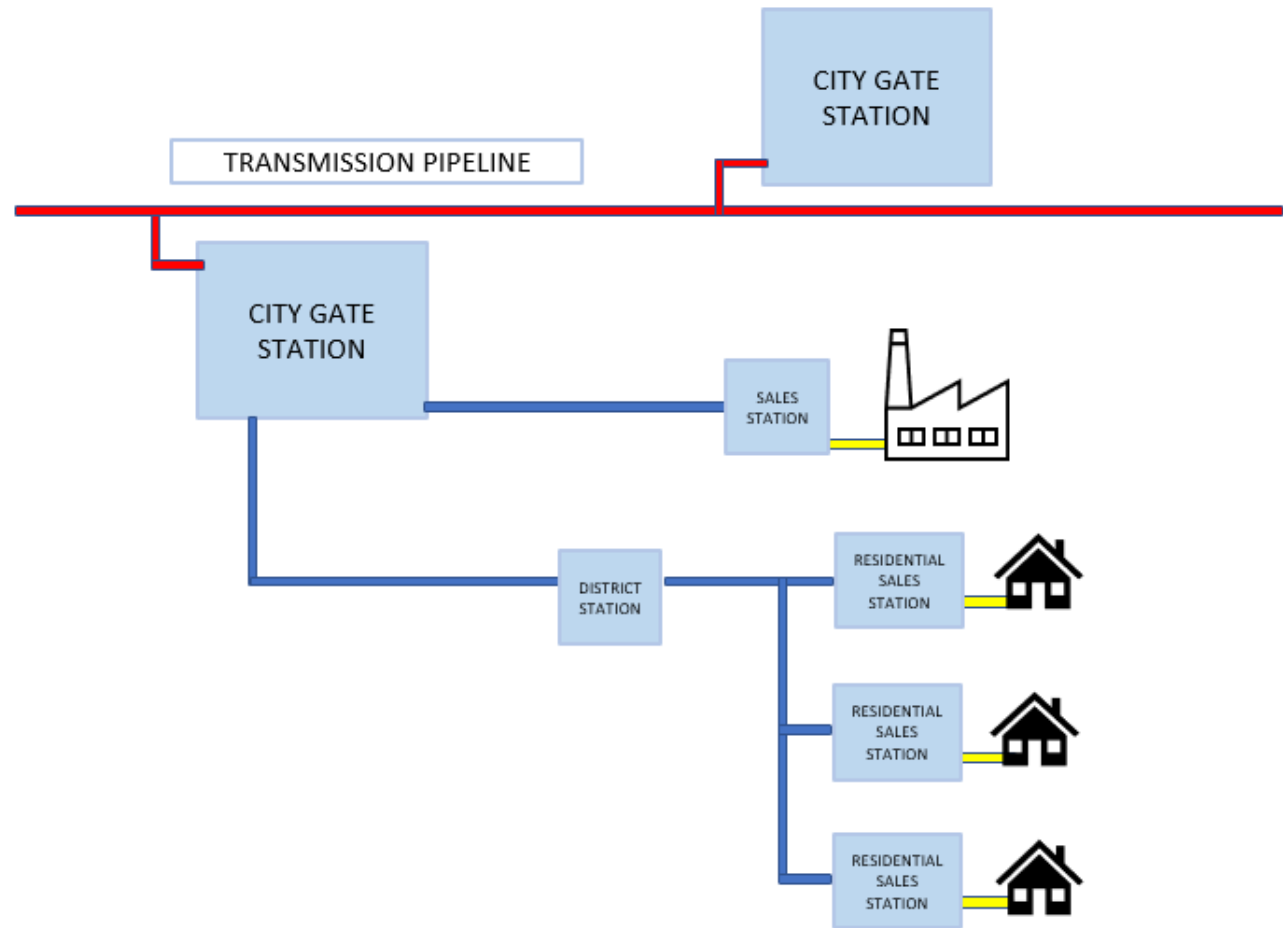 CITY GATE
STATION
TRANSMISSION PIPELINE
CITY GATE
STATION
SALES
STATION
DISTRICT
STATION
RESIDENTIAL
SALES
STATION
RESIDENTIAL
SALES
STATION
RESIDENTIAL
SALES
STATION